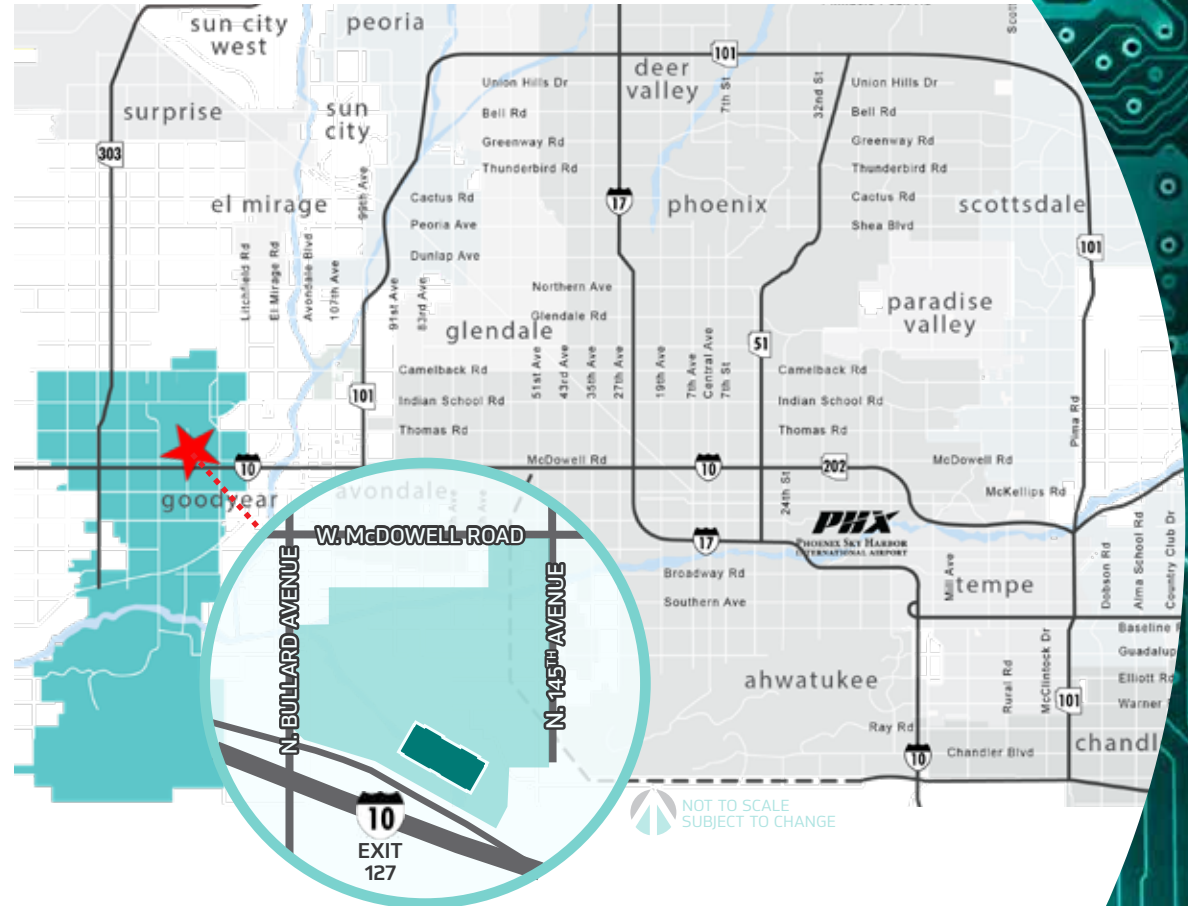 sun city
west
peoria
101
deer
valley
7th St
32nd St
Union Hills Dr
Bell Rd
Greenway Rd
Thunderbird Rd
Union Hills Dr
Bell Rd
Greenway Rd
Thunderbird Rd
Cactus Rd
Shea Blvd
surprise
sun
city
303
el mirage
99th Ave
Cactus Rd
Peoria Ave
Dunlap Ave
17
phoenix
scottsdale
101
Litchfield Rd
El Mirage Rd
Avondale Blvd
107th Ave
91st Ave
83rd Ave
Northern Ave
Glendale Rd
glendale
paradise
valley
51
51st Ave
43rd Ave
35th Ave
27th Ave
19th Ave
7th Ave
Central Ave
7th St
Camelback Rd
Indian School Rd
Thomas Rd
101
Camelback Rd
Indian School Rd
Thomas Rd
Pima Rd
McDowell Rd
10
10
202
McDowell Rd
McKellips Rd
goodyear
avondale
Ave
24th St
PHX
PHOENIX SKY HARBOR
INTERNATIONAL AIRPORT
17
W. McDOWELL ROAD
N. BULLARD AVENUE
N. 145TH AVENUE
Broadway Rd
Southern Ave
Mill Ave
tempe
Dobson Rd
Alma School Rd
Country Club Dr
Baseline
Guadalup
Elliott Rd
Warner
ahwatukee
Rural Rd
McClintock Dr
101
Ray Rd
10
Chandler Blvd
chandl
10
EXIT
127
NOT TO SCALE
SUBJECT TO CHANGE